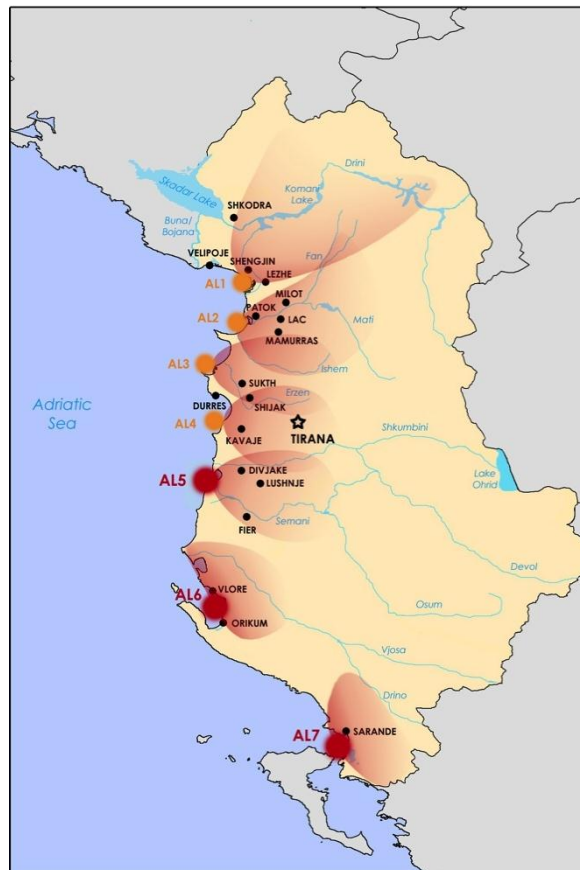 Drini
Skadar Lake
Komani
Lake
SHKODRA
Buna/
Bojana
VELIPOJE
SHENGJIN
Fan
LEZHE
AL1
MILOT
PATOK
AL2
LAC
Mati
MAMURRAS
AL3
Ishem
SUKTH
Erzen
DURRES
SHIJAK
Adriatic
Sea
AL4
KAVAJE
TIRANA
Shkumbini
DIVJAKE
AL5
LUSHNJE
Lake
Ohrid
FIER
Semani
Devol
VLORE
AL6
Osum
ORIKUM
Vjosa
Drino
SARANDE
AL7